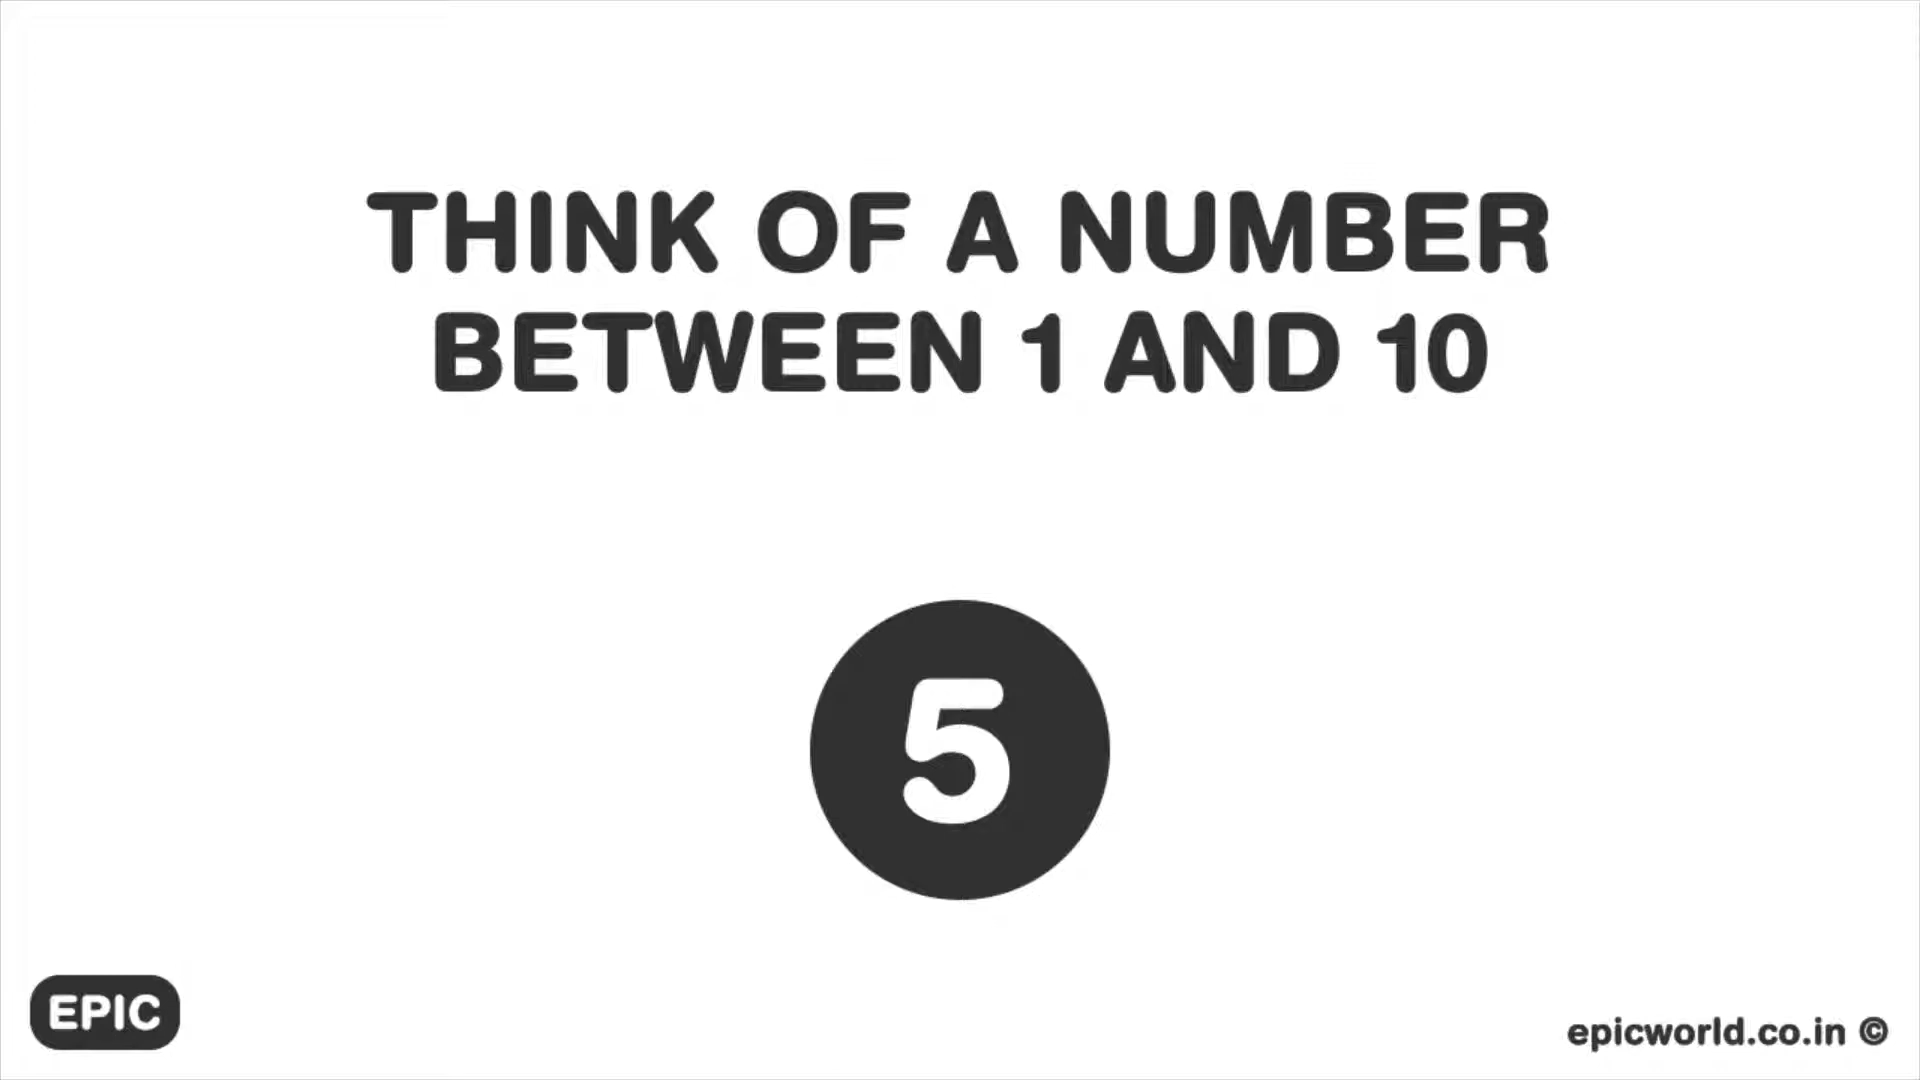 THINK OF A NUMBER
BETWEEN 1 AND 10
5
EPIC
epicworld.co.in ©